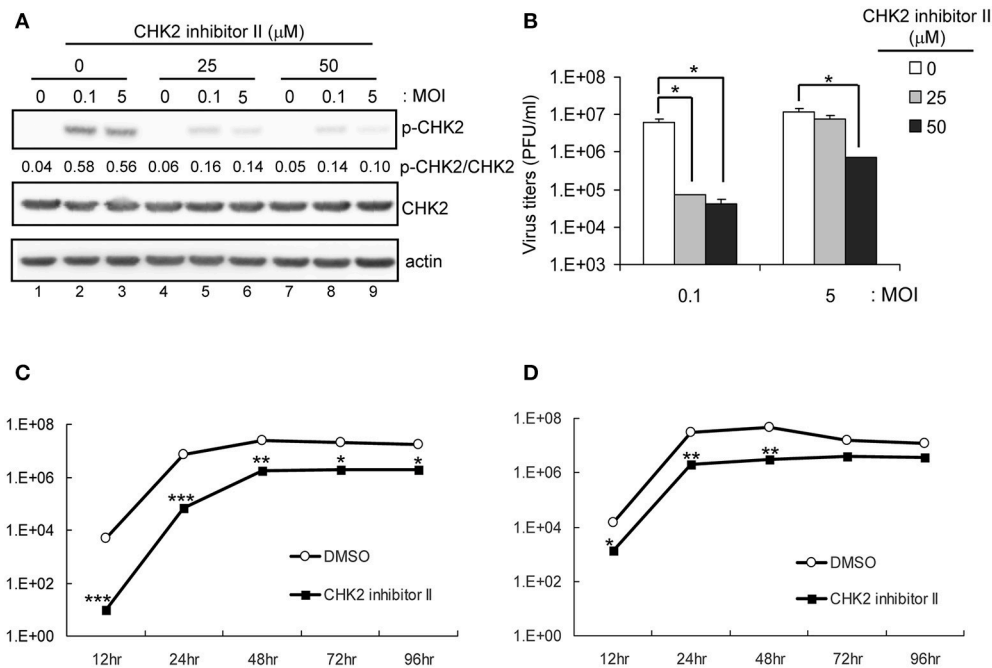 A
CHK2 inhibitor II (μM)
0 25 50
0 0.1 5 0 0.1 5 0 0.1 5 : MOI
p-CHK2
0.04 0.58 0.56 0.06 0.16 0.14 0.05 0.14 0.10 p-CHK2/CHK2
CHK2
actin
1 2 3 4 5 6 7 8 9
B
CHK2 inhibitor II
(μM)
0
25
50
Virus titers (PFU/ml)
1.E+08
1.E+07
1.E+06
1.E+05
1.E+04
1.E+03
* * *
0.1 5 : MOI
C
1.E+08
1.E+06
1.E+04
1.E+02
1.E+00
*** *** ** * *
DMSO
CHK2 inhibitor II
12hr 24hr 48hr 72hr 96hr
D
1.E+08
1.E+06
1.E+04
1.E+02
1.E+00
* ** **
DMSO
CHK2 inhibitor II
12hr 24hr 48hr 72hr 96hr